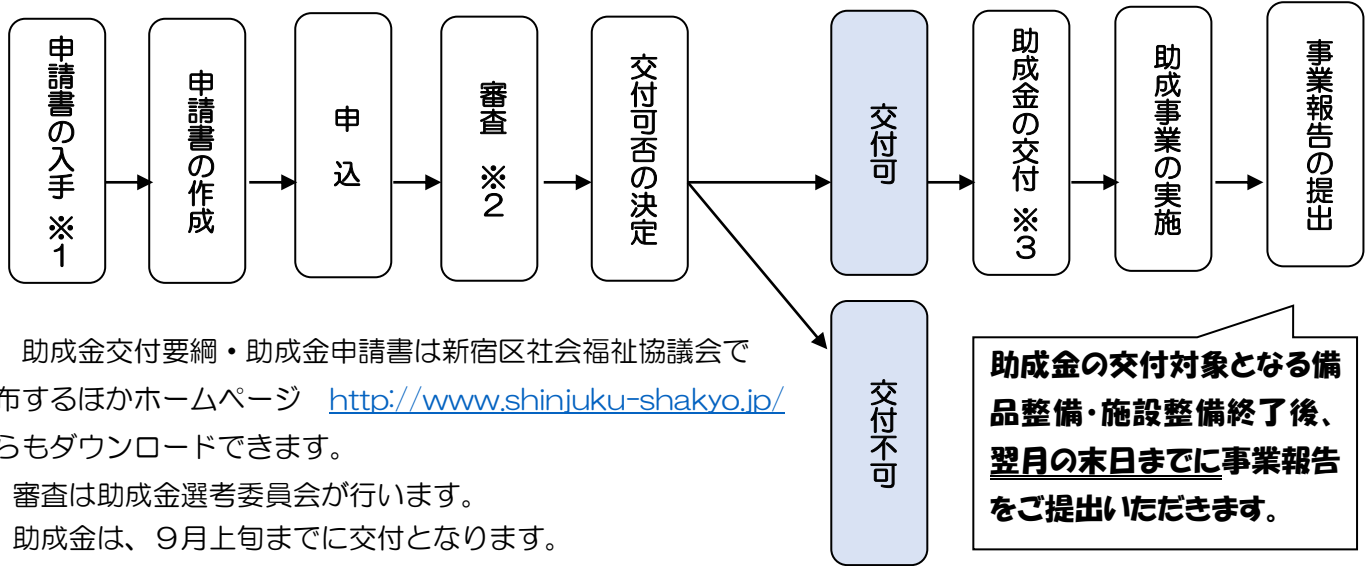 申請書の入手 ※1
申請書の作成
申 込
審査 ※2
交付可否の決定
交付可
助成金の交付 ※3
助成事業の実施
事業報告の提出
交付不可
助成金交付要綱・助成金申請書は新宿区社会福祉協議会で
布するほかホームページ http://www.shinjuku-shakyo.jp/
らもダウンロードできます。
審査は助成金選考委員会が行います。
助成金は、9月上旬までに交付となります。
助成金の交付対象となる備
品整備・施設整備終了後、
翌月の末日までに事業報告
をご提出いただきます。